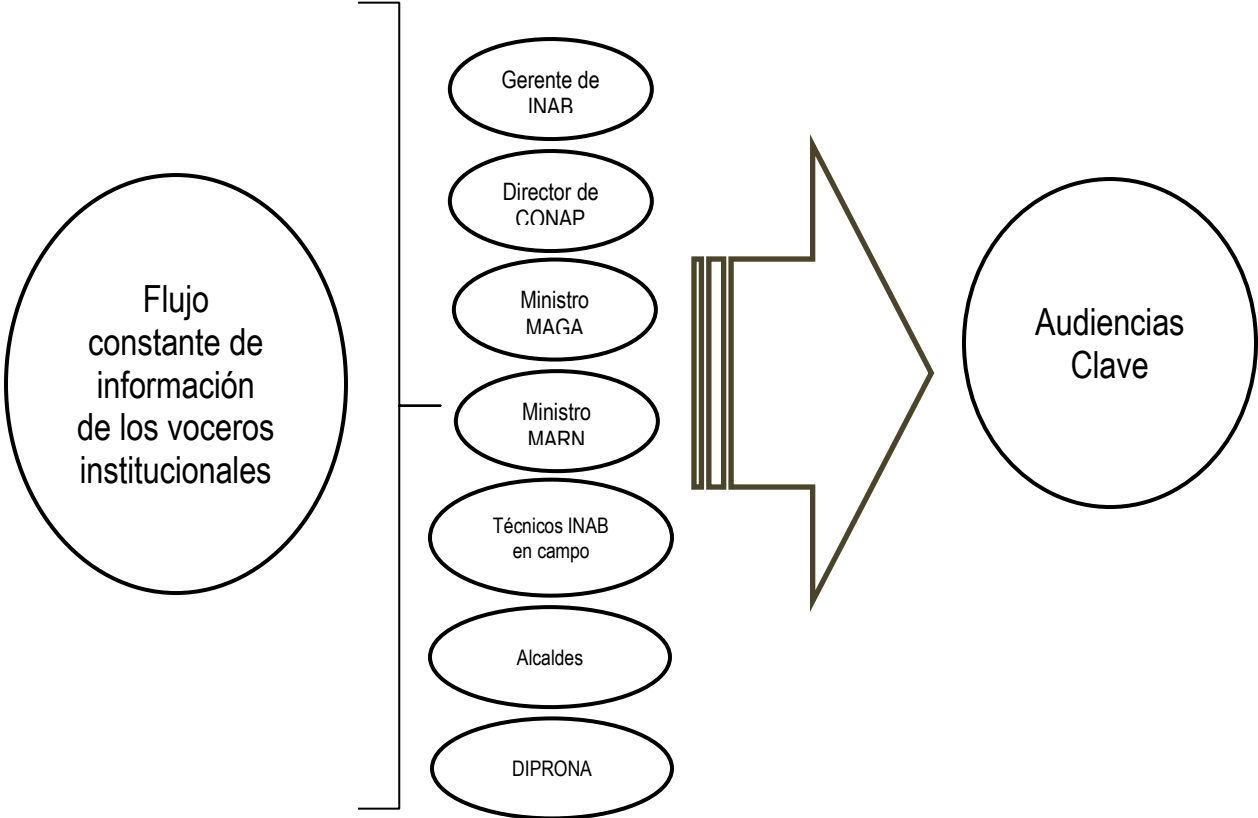 Flujo
constante de
información
de los voceros
institucionales
Gerente de
INAB
Director de
CONAP
Ministro
MAGA
Ministro
MARN
Técnicos INAB
en campo
Alcaldes
DIPRONA
Audiencias
Clave